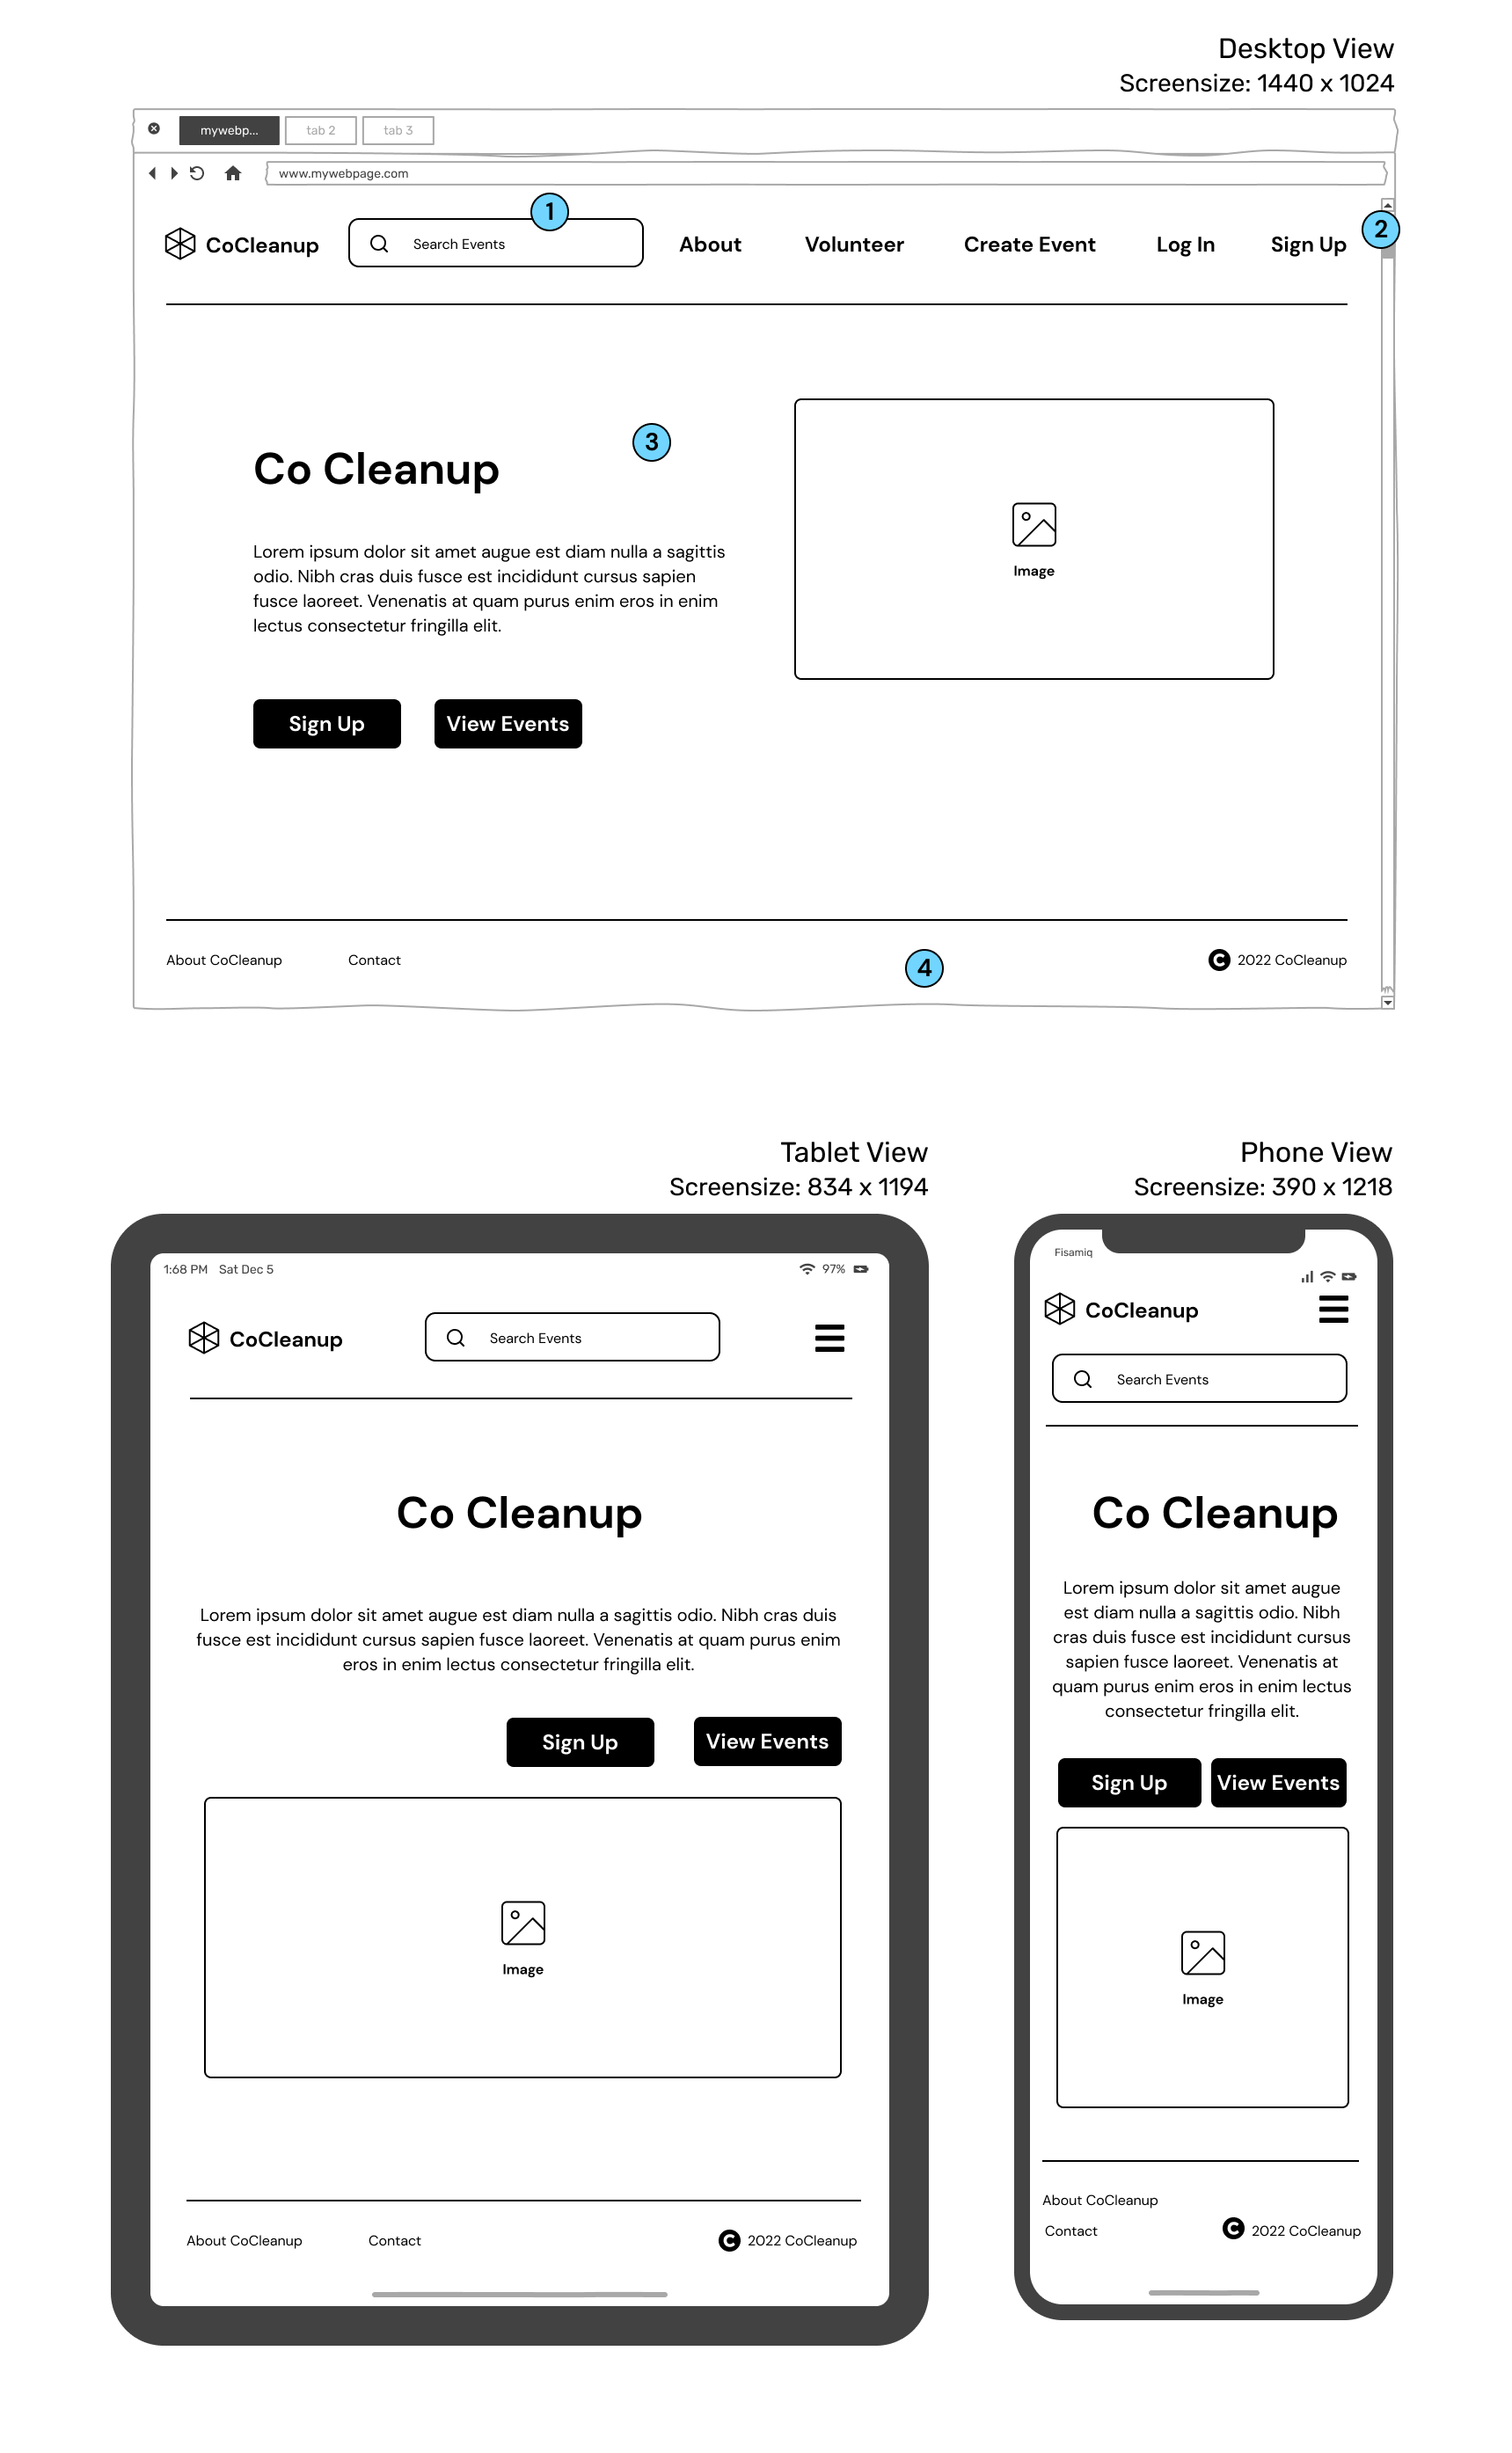 Desktop View
Screensize: 1440 x 1024
mywebp...
tab 2
tab 3
www.mywebpage.com
1
2
CoCleanup
Search Events
About
Volunteer
Create Event
Log In
Sign Up
3
Co Cleanup
Lorem ipsum dolor sit amet augue est diam nulla a sagittis
odio. Nibh cras duis fusce est incididunt cursus sapien
fusce laoreet. Venenatis at quam purus enim eros in enim
lectus consectetur fringilla elit.
Image
Sign Up
View Events
About CoCleanup
Contact
4
C 2022 CoCleanup
Tablet View
Screensize: 834 x 1194
1:68 PM Sat Dec 5
97%
CoCleanup
Search Events
Co Cleanup
Lorem ipsum dolor sit amet augue est diam nulla a sagittis odio. Nibh cras duis
fusce est incididunt cursus sapien fusce laoreet. Venenatis at quam purus enim
eros in enim lectus consectetur fringilla elit.
Sign Up
View Events
Image
About CoCleanup
Contact
C 2022 CoCleanup
Phone View
Screensize: 390 x 1218
Fisamiq
CoCleanup
Search Events
Co Cleanup
Lorem ipsum dolor sit amet augue
est diam nulla a sagittis odio. Nibh
cras duis fusce est incididunt cursus
sapien fusce laoreet. Venenatis at
quam purus enim eros in enim lectus
consectetur fringilla elit.
Sign Up
View Events
Image
About CoCleanup
Contact
C 2022 CoCleanup